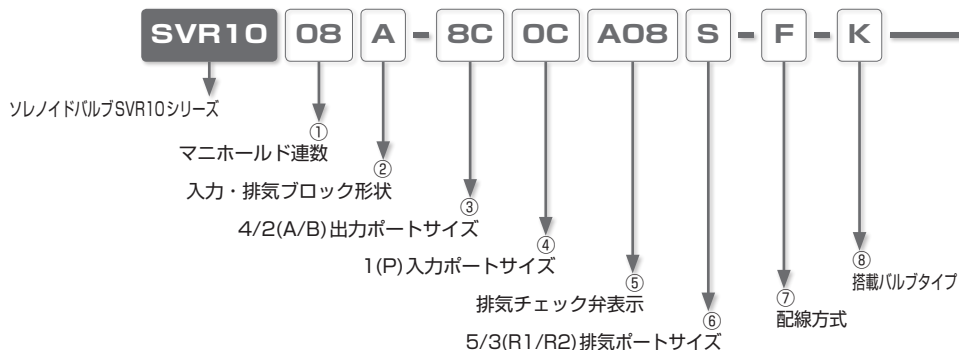 SVR10 08 A - 8C 0C A08 S - F - K
ソレノイドバルブSVR10シリーズ
①
マニホールド連数
②
入力・排気ブロック形状
③
4/2(A/B)出力ポートサイズ
④
1(P)入力ポートサイズ
⑤
排気チェック弁表示
⑥
5/3(R1/R2)排気ポートサイズ
⑦
配線方式
⑧
搭載バルブタイプ